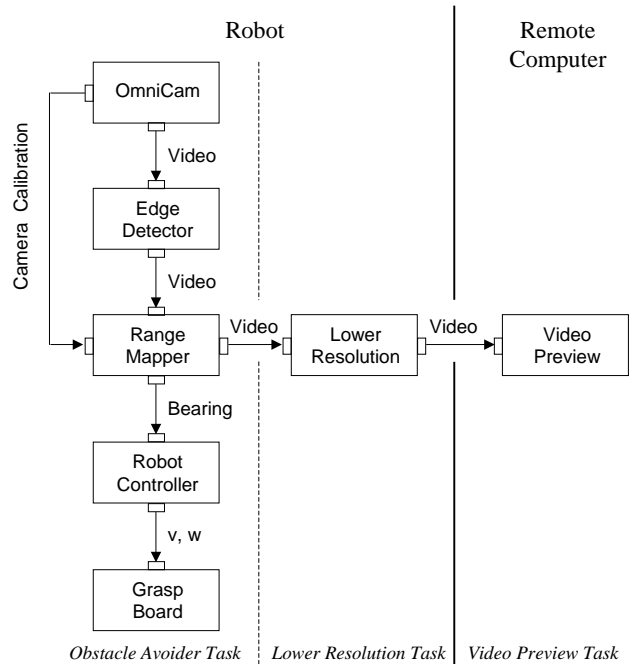 Robot
Remote
Computer
OmniCam
Camera Calibration
Video
Edge
Detector
Video
Range
Mapper
Video
Lower
Resolution
Video
Video
Preview
Bearing
Robot
Controller
v, w
Grasp
Board
Obstacle Avoider Task
Lower Resolution Task
Video Preview Task